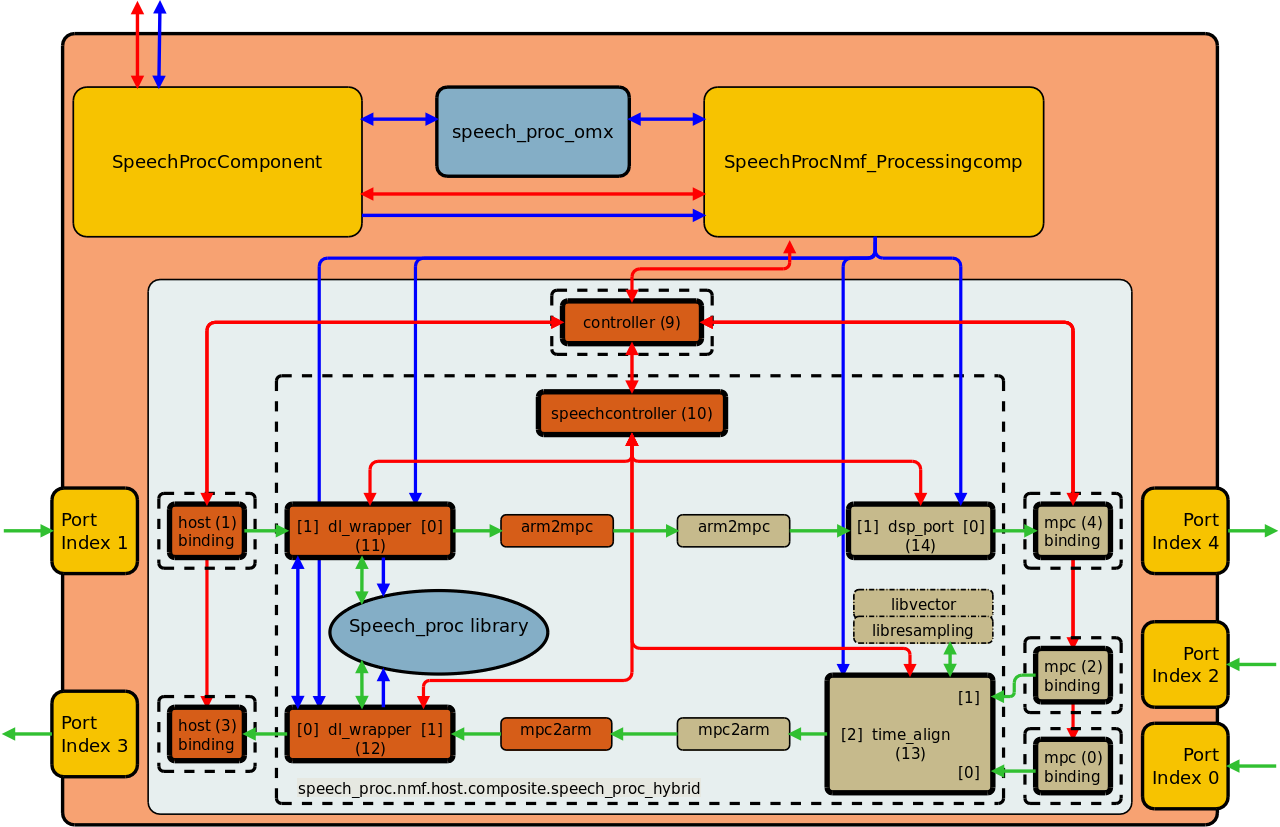 SpeechProcComponent
speech_proc_omx
SpeechProcNmf_Processingcomp
controller (9)
speechcontroller (10)
Port
Index 1
host (1)
binding
[1] dl_wrapper [0]
(11)
arm2mpc
arm2mpc
[1] dsp_port [0]
(14)
mpc (4)
binding
Port
Index 4
Speech_proc library
libvector
libresampling
mpc (2)
binding
Port
Index 2
Port
Index 3
host (3)
binding
[0] dl_wrapper [1]
(12)
mpc2arm
mpc2arm
[1]
[2] time_align
(13)
[0]
mpc (0)
binding
Port
Index 0
speech_proc.nmf.host.composite.speech_proc_hybrid